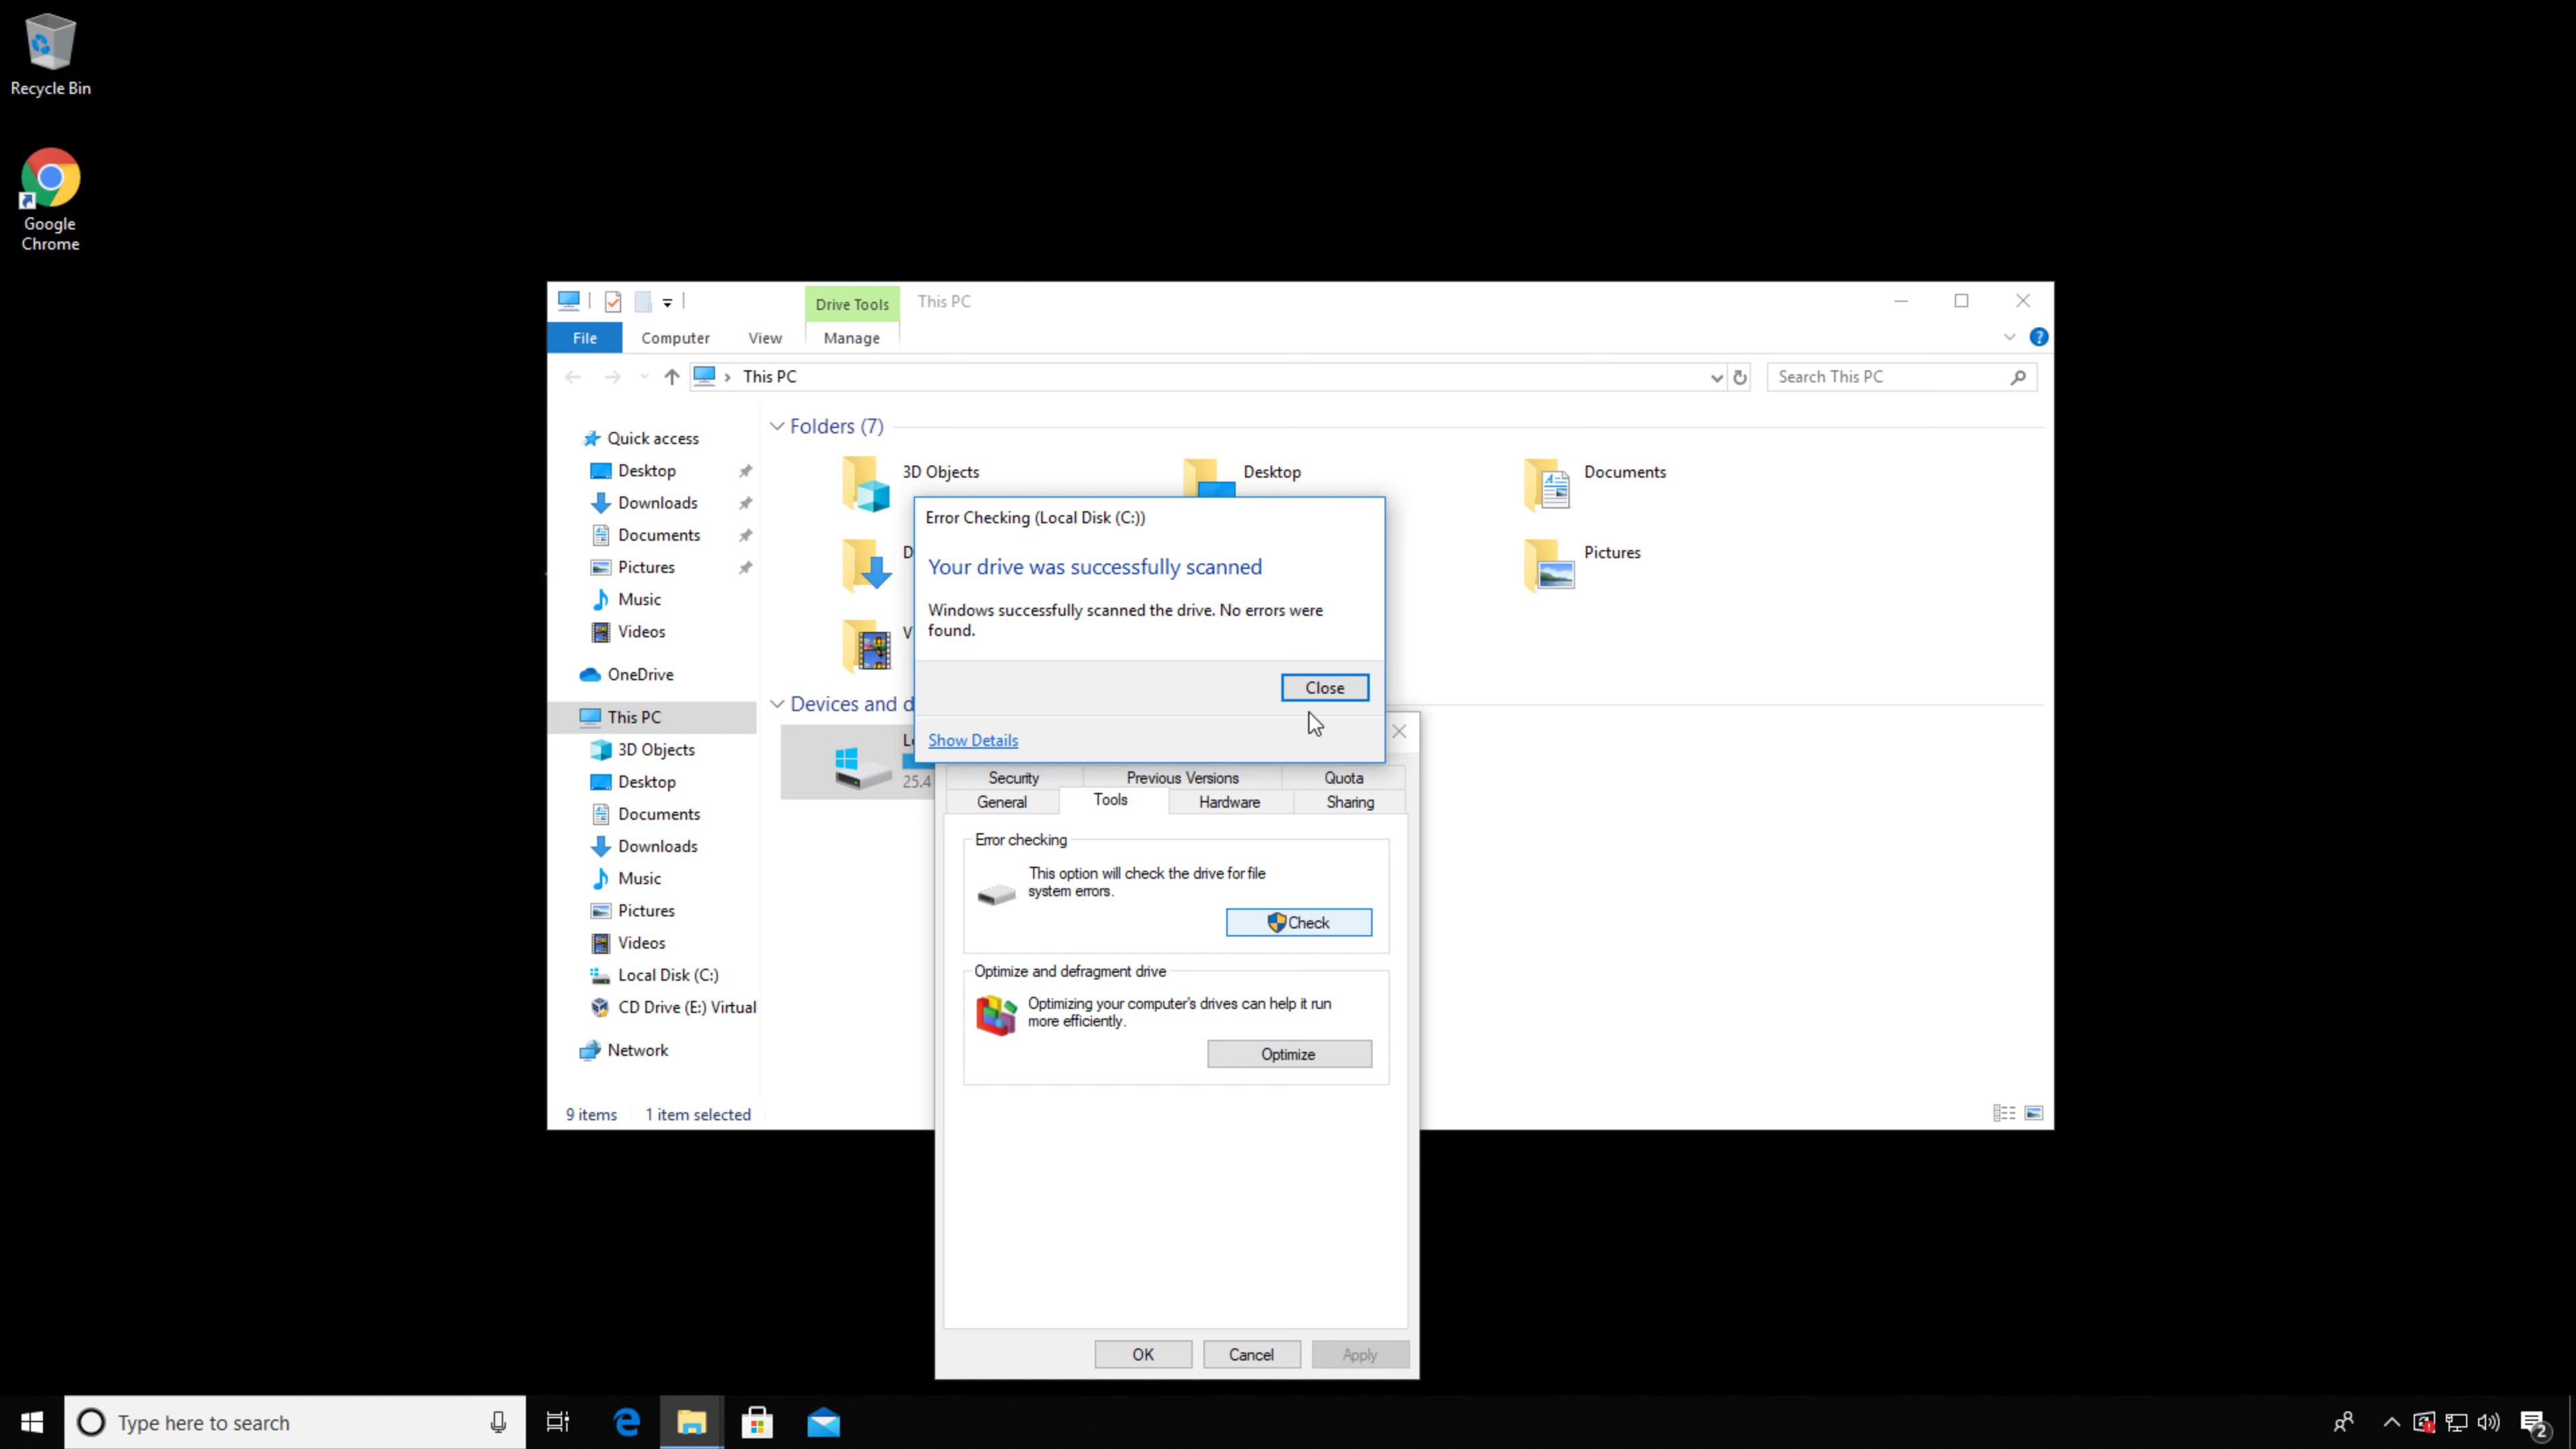 Recycle Bin
Google
Chrome
Drive Tools
This PC
File
Computer
View
Manage
This PC
Search This PC
Quick access
Desktop
Downloads
Documents
Pictures
Music
Videos
OneDrive
This PC
3D Objects
Desktop
Documents
Downloads
Music
Pictures
Videos
Local Disk (C:)
CD Drive (E:) Virtual
Network
Folders (7)
3D Objects
Desktop
Documents
D
Pictures
V
Devices and d
L
25.4
9 items
1 item selected
Error Checking (Local Disk (C:))
Your drive was successfully scanned
Windows successfully scanned the drive. No errors were
found.
Close
Show Details
Security
Previous Versions
Quota
General
Tools
Hardware
Sharing
Error checking
This option will check the drive for file
system errors.
Check
Optimize and defragment drive
Optimizing your computer's drives can help it run
more efficiently.
Optimize
OK
Cancel
Apply
Type here to search
2